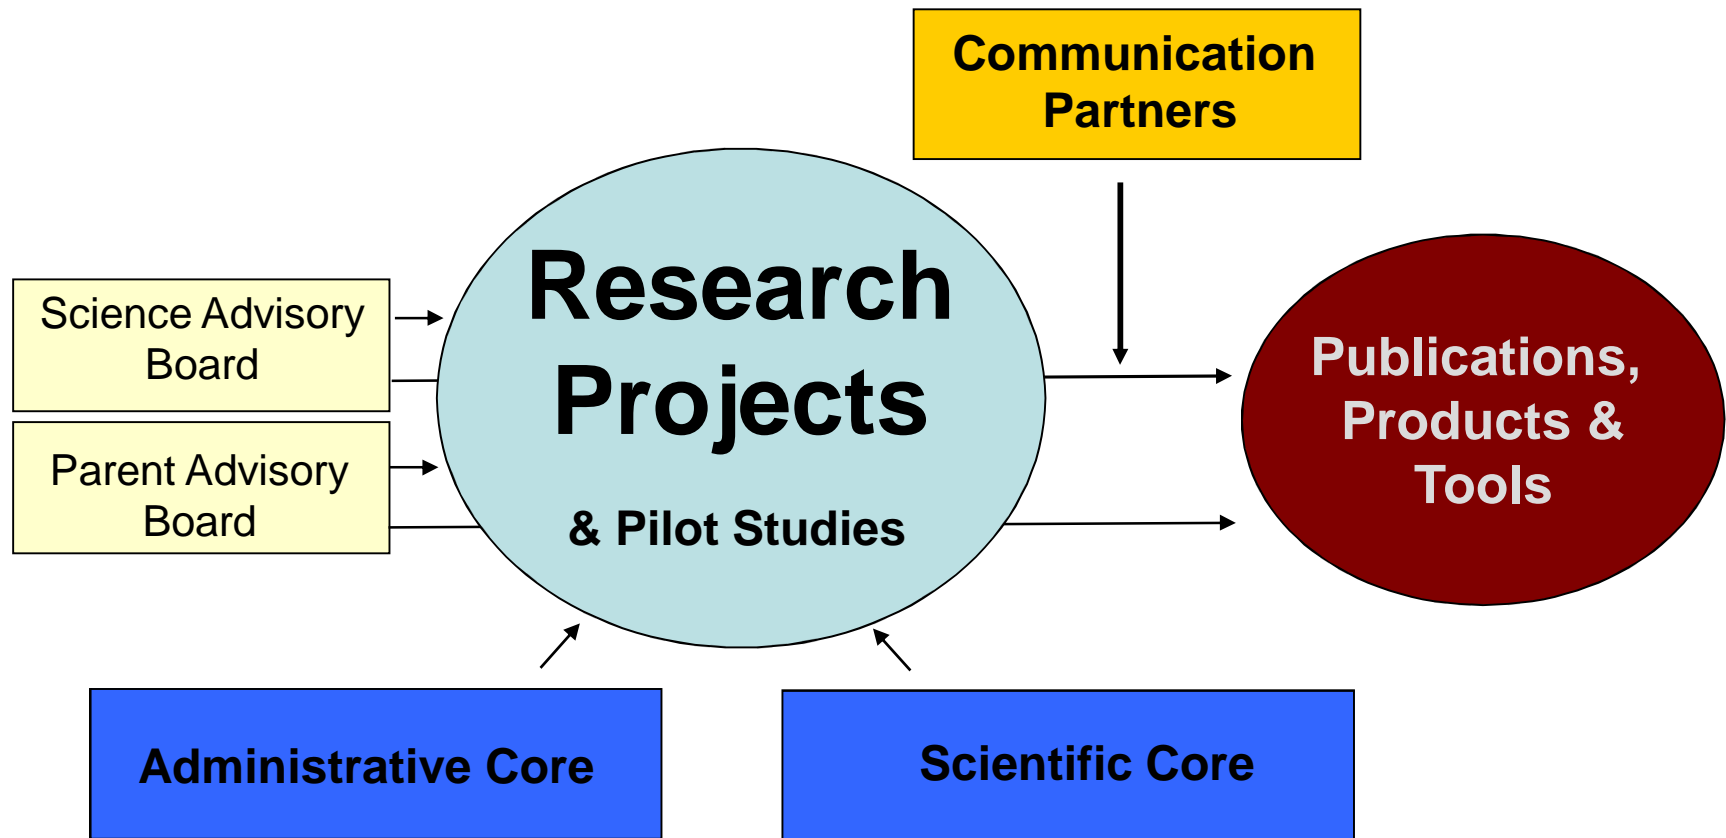 Communication
Partners
Research
Projects
& Pilot Studies
Science Advisory
Board
Parent Advisory
Board
Publications,
Products &
Tools
Administrative Core
Scientific Core